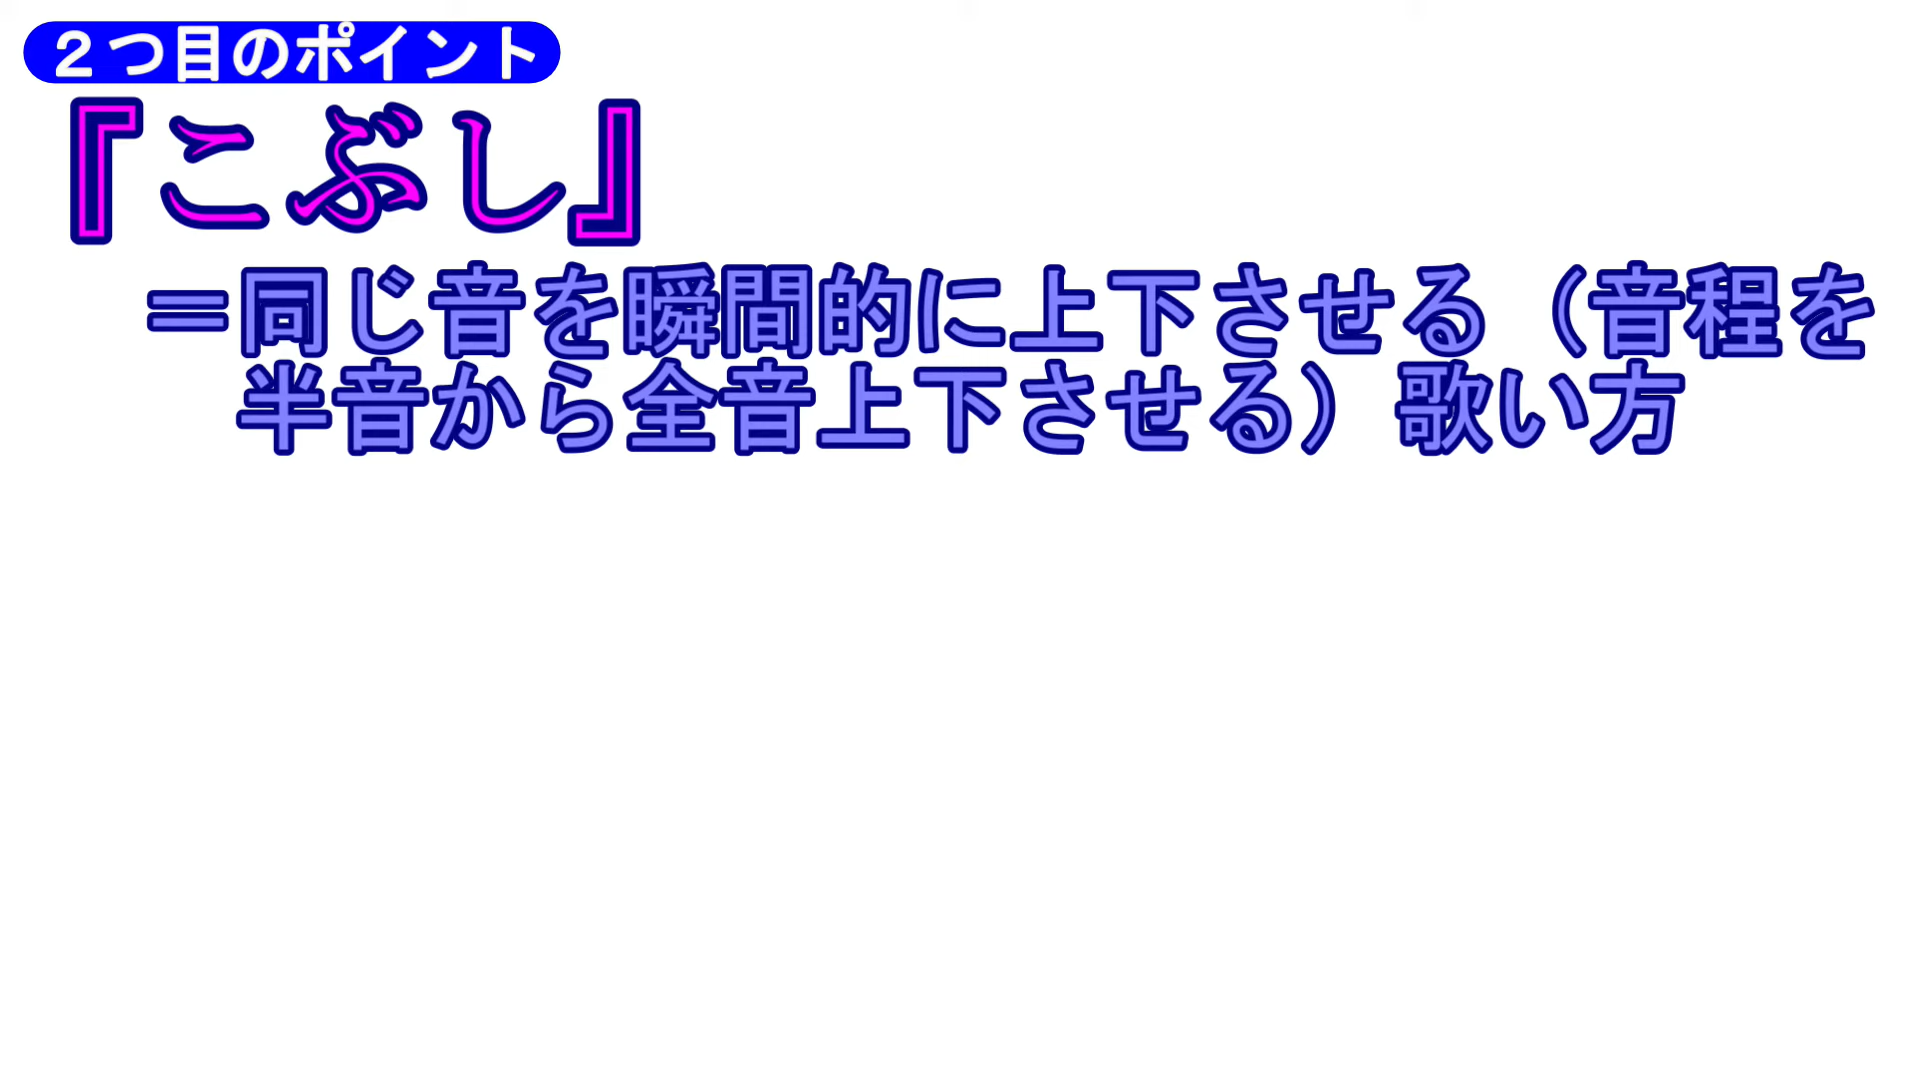 ２つ目のポイント
『こぶし』
＝同じ音を瞬間的に上下させる（音程を
半音から全音上下させる）歌い方